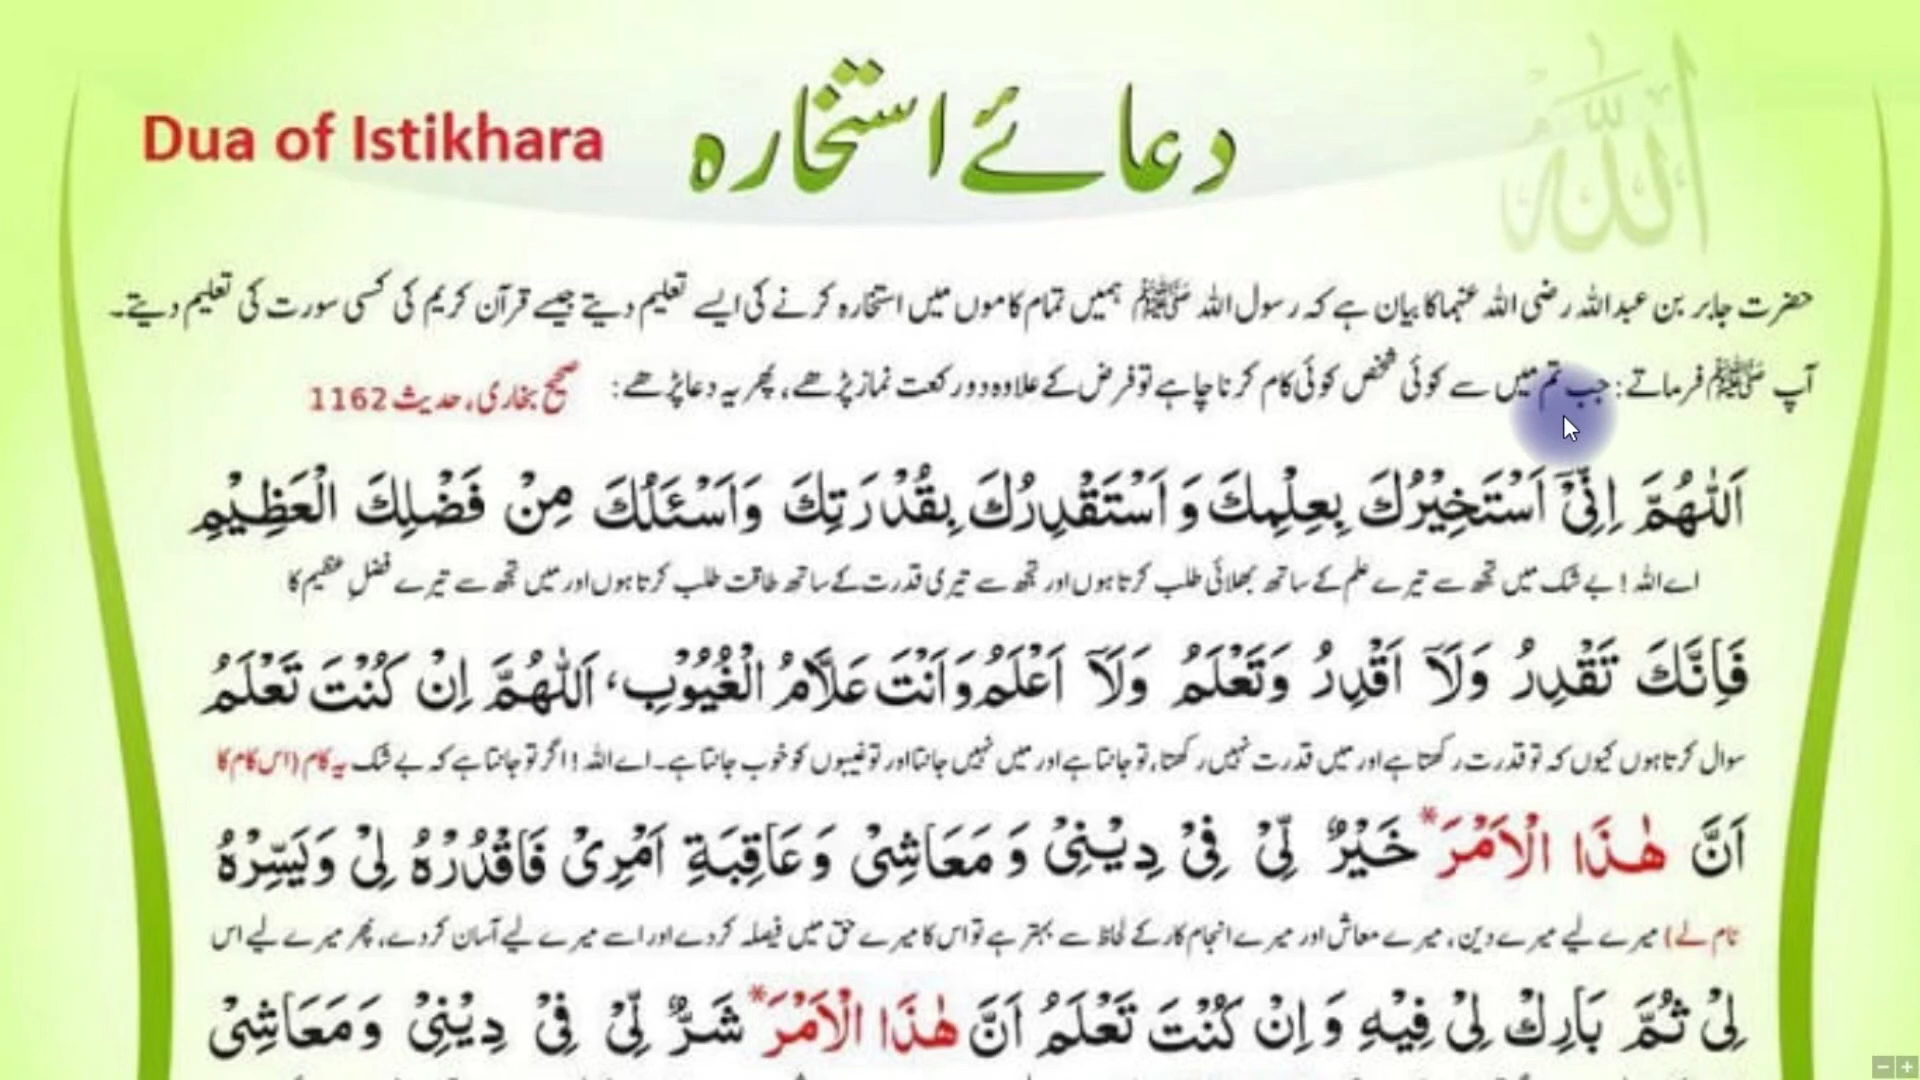 Dua of Istikhara
دعائے استخارہ
الله
حضرت جابر بن عبداللہ رضی اللہ عنہما کا بیان ہے کہ رسول اللہ ﷺ ہمیں تمام کاموں میں استخارہ کرنے کی ایسے تعلیم دیتے جیسے قرآن کریم کی کسی سورت کی تعلیم دیتے۔
آپ ﷺ فرماتے: جب تم میں سے کوئی شخص کوئی کام کرنا چاہے تو فرض کے علاوہ دو رکعت نماز پڑھے، پھر یہ دعا پڑھے: صحیح بخاری، حدیث 1162
اَللّٰهُمَّ اِنِّیْٓ اَسْتَخِیْرُكَ بِعِلْمِكَ وَ اَسْتَقْدِرُكَ بِقُدْرَتِكَ وَاَسْئَلُكَ مِنْ فَضْلِكَ الْعَظِیْمِ
اے اللہ! بے شک میں تجھ سے تیرے علم کے ساتھ بھلائی طلب کرتا ہوں اور تجھ سے تیری قدرت کے ساتھ طاقت طلب کرتا ہوں اور میں تجھ سے تیرے فضلِ عظیم کا
فَاِنَّكَ تَقْدِرُ وَلَآ اَقْدِرُ وَتَعْلَمُ وَلَآ اَعْلَمُ وَاَنْتَ عَلَّامُ الْغُیُوْبِ، اَللّٰهُمَّ اِنْ كُنْتَ تَعْلَمُ
سوال کرتا ہوں کیوں کہ تو قدرت رکھتا ہے اور میں قدرت نہیں رکھتا، تو جانتا ہے اور میں نہیں جانتا اور تو غیبوں کو خوب جانتا ہے۔ اے اللہ! اگر تو جانتا ہے کہ بے شک یہ کام (اس کام کا
اَنَّ هٰذَا الْاَمْرَ* خَیْرٌ لِّیْ فِیْ دِیْنِیْ وَ مَعَاشِیْ وَعَاقِبَةِ اَمْرِیْ فَاقْدُرْهُ لِیْ وَیَسِّرْهُ
نام لے) میرے لیے میرے دین، میرے معاش اور میرے انجام کار کے لحاظ سے بہتر ہے تو اس کا میرے حق میں فیصلہ کر دے اور اسے میرے لیے آسان کر دے، پھر میرے لیے اس
لِیْ ثُمَّ بَارِكْ لِیْ فِیْهِ وَ اِنْ كُنْتَ تَعْلَمُ اَنَّ هٰذَا الْاَمْرَ* شَرٌّ لِّیْ فِیْ دِیْنِیْ وَمَعَاشِیْ